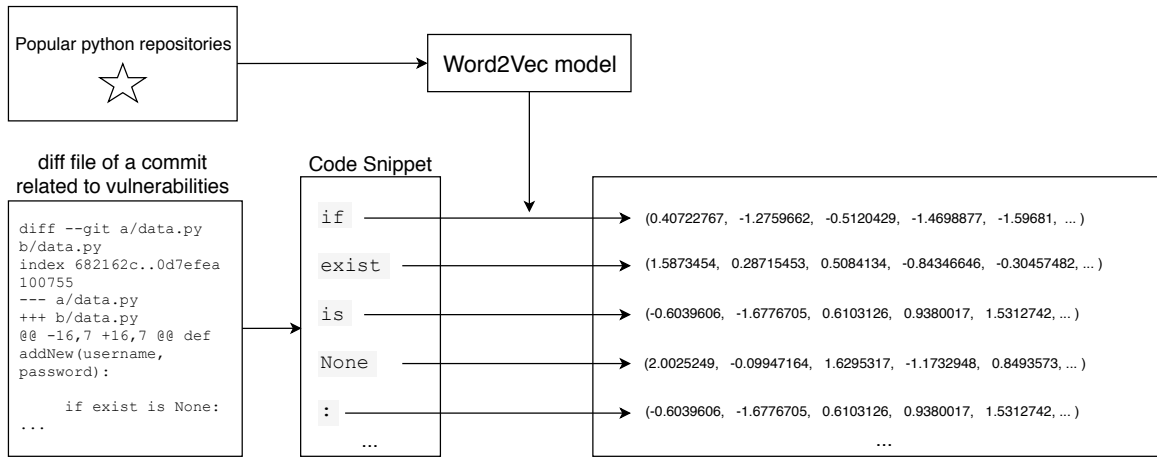 Popular python repositories
Word2Vec model
diff file of a commit
related to vulnerabilities
diff --git a/data.py
b/data.py
index 682162c..0d7efea
100755
--- a/data.py
+++ b/data.py
@@ -16,7 +16,7 @@ def
addNew(username,
password):
if exist is None:
...
Code Snippet
if
exist
is
None
:
...
(0.40722767, -1.2759662, -0.5120429, -1.4698877, -1.59681, ... )
(1.5873454, 0.28715453, 0.5084134, -0.84346646, -0.30457482, ... )
(-0.6039606, -1.6776705, 0.6103126, 0.9380017, 1.5312742, ... )
(2.0025249, -0.09947164, 1.6295317, -1.1732948, 0.8493573, ... )
(-0.6039606, -1.6776705, 0.6103126, 0.9380017, 1.5312742, ... )
...